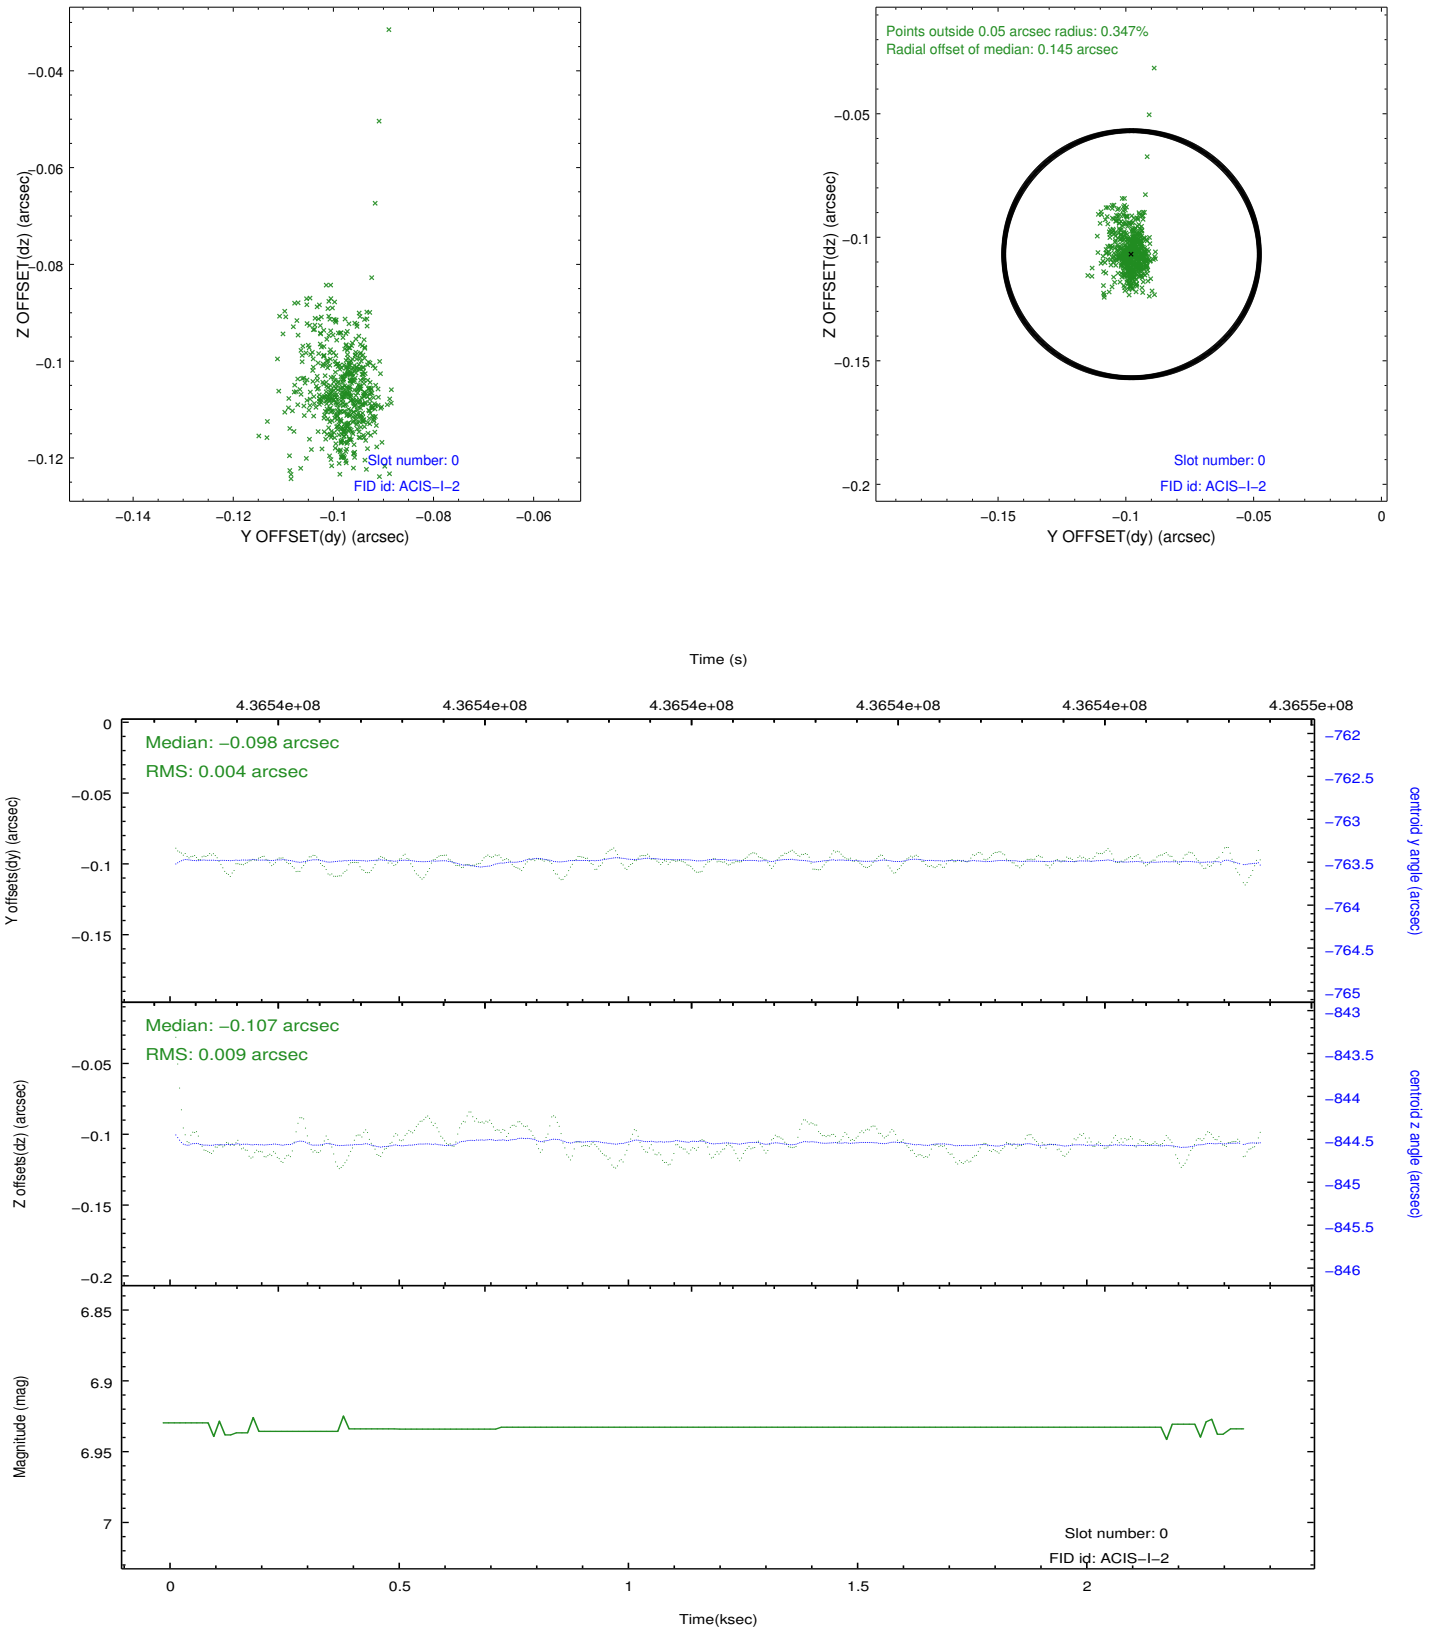 −0.04
−0.06
−0.08
−0.1
−0.12
Z OFFSET(dz) (arcsec)
Slot number: 0
FID id: ACIS−I−2
−0.14
−0.12
−0.1
−0.08
−0.06
Y OFFSET(dy) (arcsec)
Points outside 0.05 arcsec radius: 0.347%
Radial offset of median: 0.145 arcsec
−0.05
−0.1
−0.15
−0.2
Z OFFSET(dz) (arcsec)
Slot number: 0
FID id: ACIS−I−2
−0.15
−0.1
−0.05
0
Y OFFSET(dy) (arcsec)
Time (s)
4.3654e+08
4.3654e+08
4.3654e+08
4.3654e+08
4.3654e+08
4.3655e+08
Median: −0.098 arcsec
RMS: 0.004 arcsec
0
−0.05
−0.1
−0.15
Y offsets(dy) (arcsec)
−762
−762.5
−763
−763.5
−764
−764.5
−765
centroid y angle (arcsec)
Median: −0.107 arcsec
RMS: 0.009 arcsec
−0.05
−0.1
−0.15
−0.2
Z offsets(dz) (arcsec)
−843
−843.5
−844
−844.5
−845
−845.5
−846
centroid z angle (arcsec)
6.85
6.9
6.95
7
Magnitude (mag)
Slot number: 0
FID id: ACIS−I−2
0
0.5
1
1.5
2
Time(ksec)